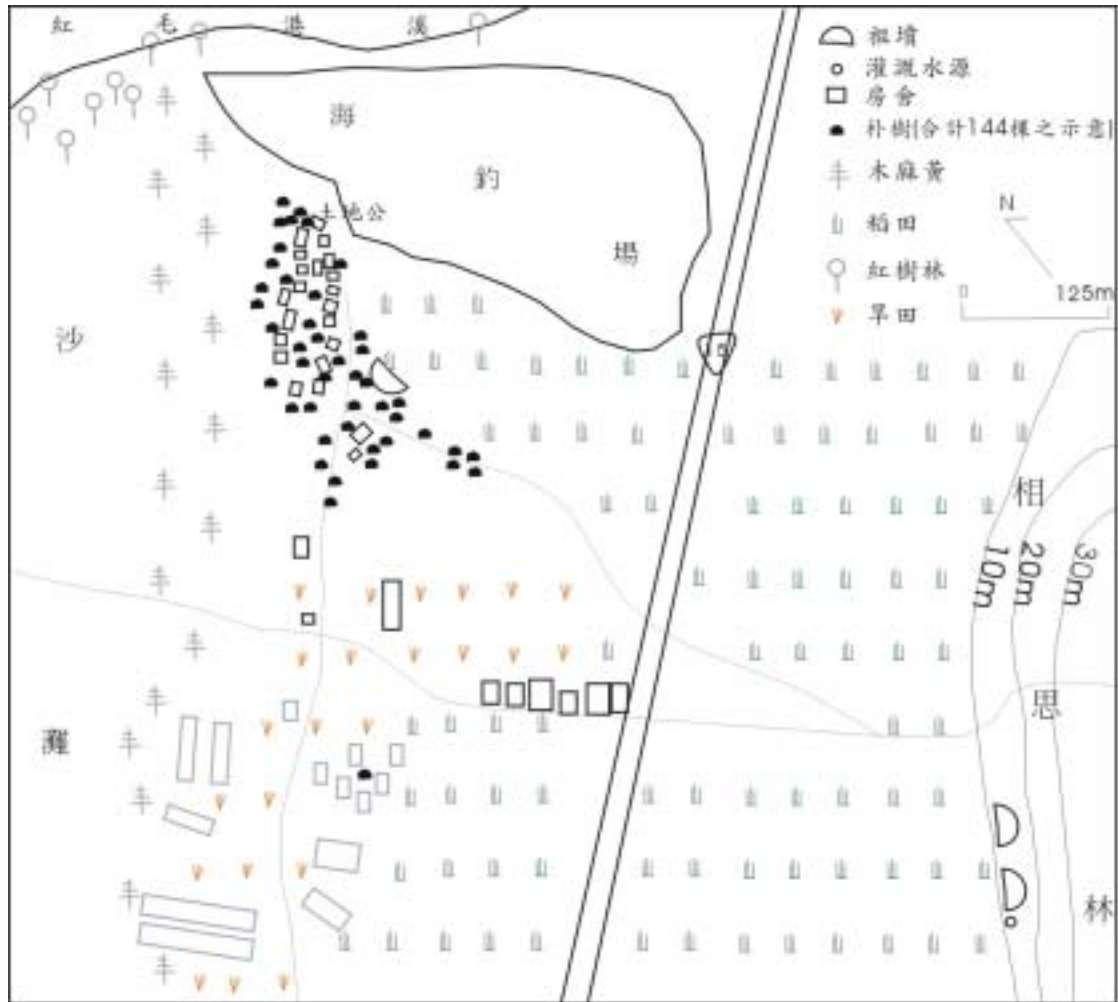 紅毛港溪
海釣場
土地公
沙灘
相思林
10m
20m
30m
祖墳
灌溉水源
房舍
朴樹(合計144棵之示意)
木麻黃
稻田
紅樹林
旱田
N
0 125m